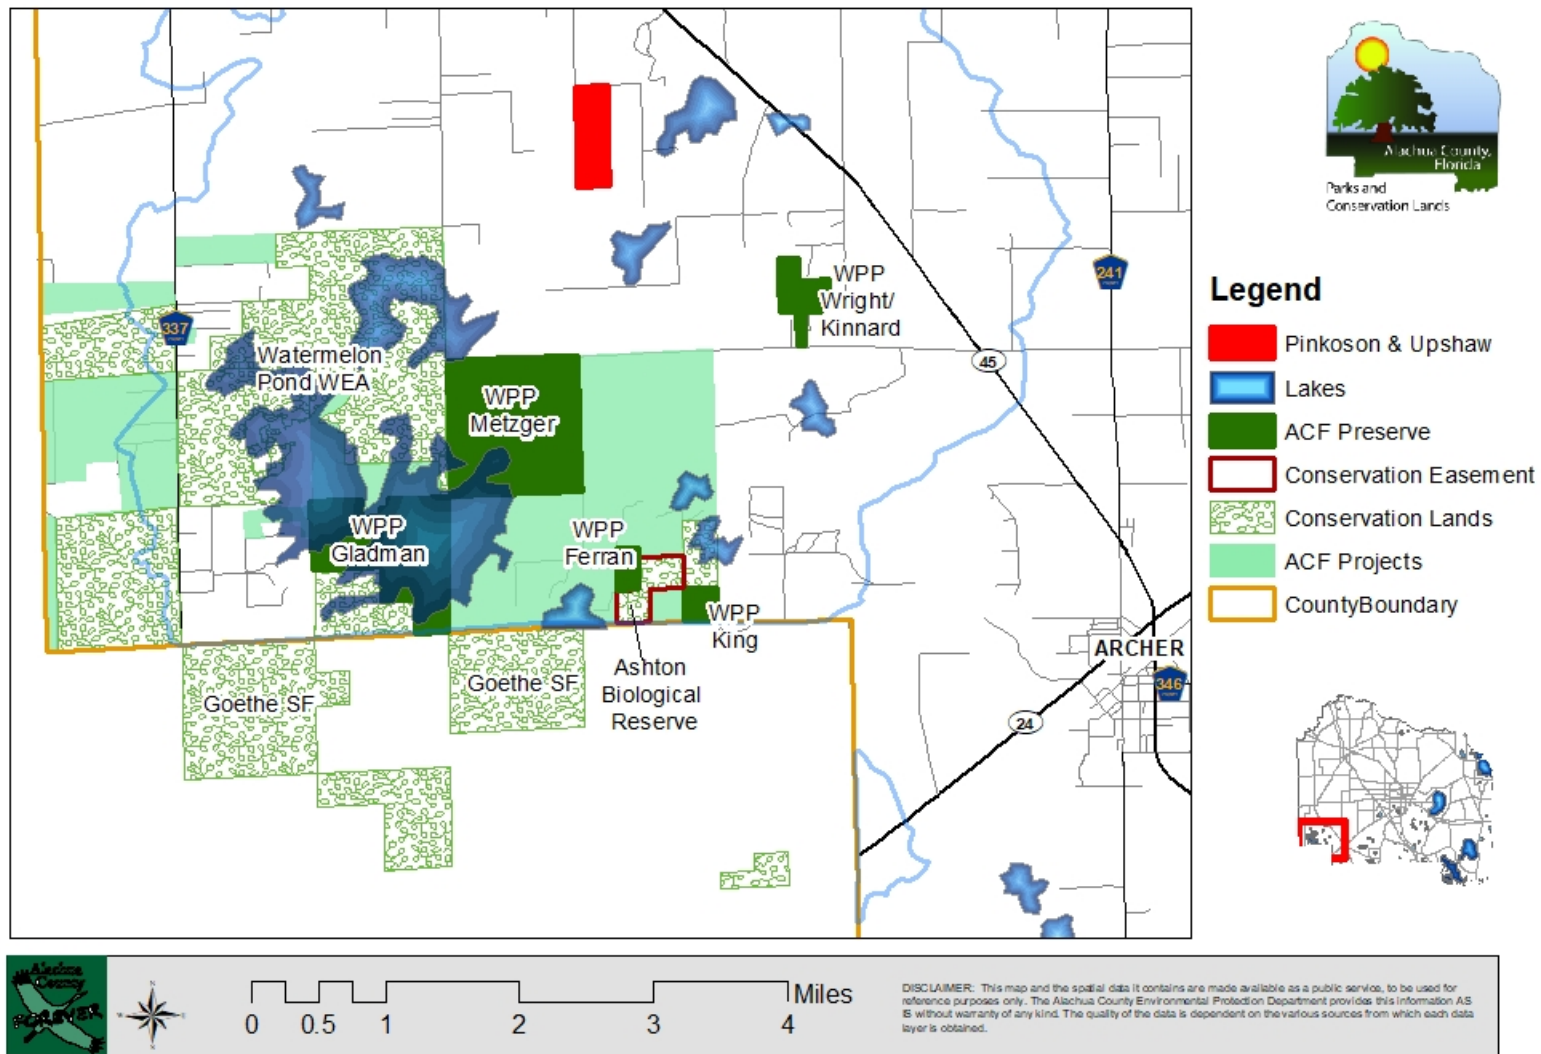 Alachua County,
Florida
Parks and
Conservation Lands
WPP
Wright/
Kinnard
241
337
45
Watermelon
Pond WEA
WPP
Metzger
WPP
Gladman
WPP
Ferran
WPP
King
Ashton
Biological
Reserve
Goethe SF
Goethe SF
ARCHER
346
24
Legend
Pinkoson & Upshaw
Lakes
ACF Preserve
Conservation Easement
Conservation Lands
ACF Projects
CountyBoundary
Alachua
County
FOREVER
0 0.5 1 2 3 4
Miles
DISCLAIMER: This map and the spatial data it contains are made available as a public service, to be used for
reference purposes only. The Alachua County Environmental Protection Department provides this information AS
IS without warranty of any kind. The quality of the data is dependent on the various sources from which each data
layer is obtained.